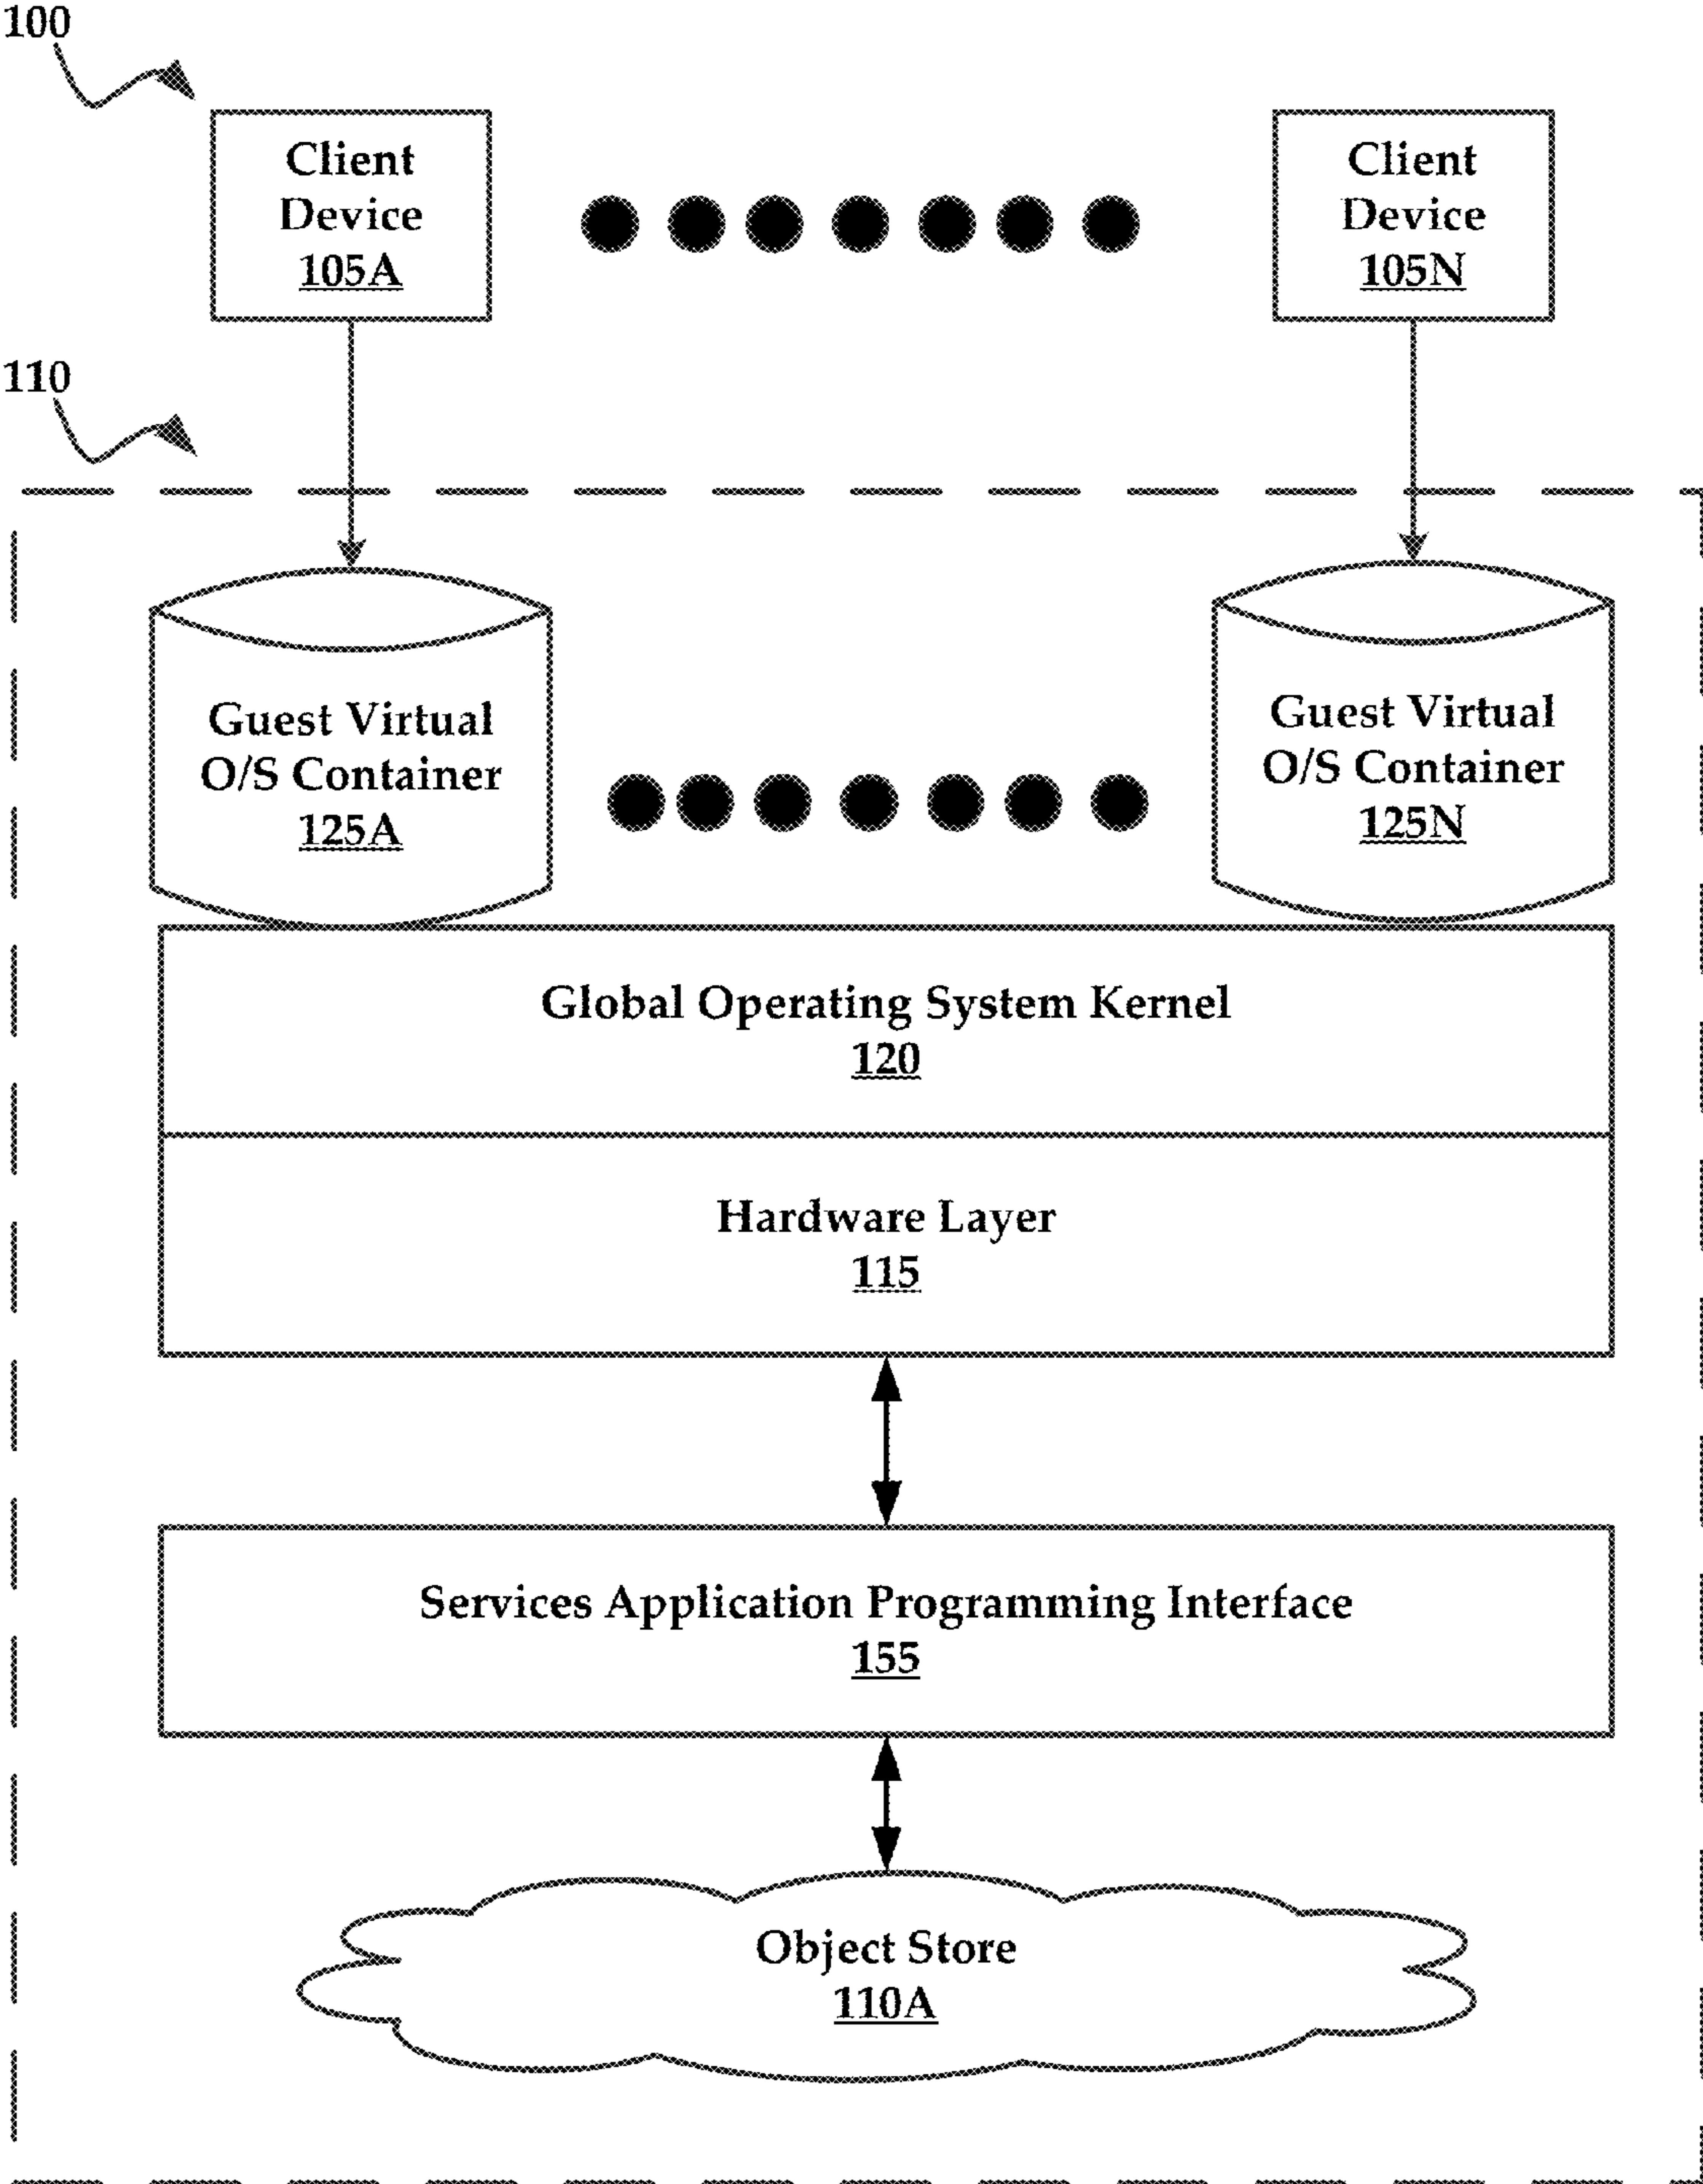 100
Client
Device
105A
Client
Device
105N
110
Guest Virtual
O/S Container
125A
Guest Virtual
O/S Container
125N
Global Operating System Kernel
120
Hardware Layer
115
Services Application Programming Interface
155
Object Store
110A